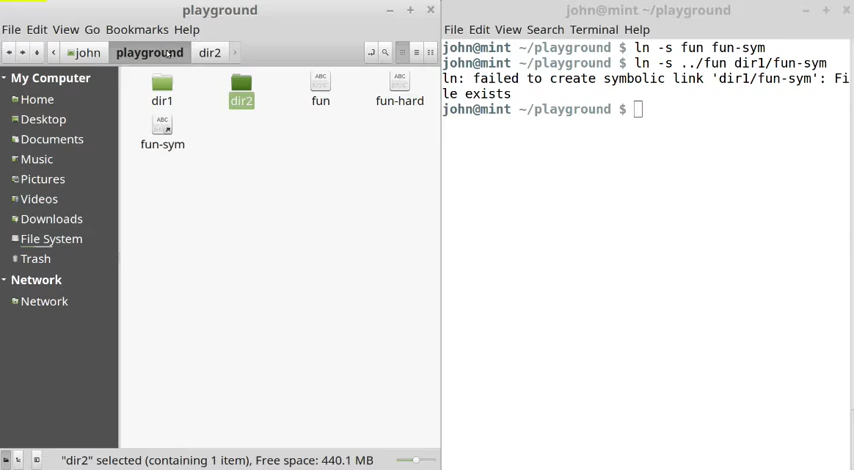 playground
File Edit View Go Bookmarks Help
john playground dir2
My Computer
Home
Desktop
Documents
Music
Pictures
Videos
Downloads
File System
Trash
Network
Network
ABC ABC
dir1 dir2 fun fun-hard
ABC
fun-sym
"dir2" selected (containing 1 item), Free space: 440.1 MB
john@mint ~/playground
File Edit View Search Terminal Help
john@mint ~/playground $ ln -s fun fun-sym
john@mint ~/playground $ ln -s ../fun dir1/fun-sym
ln: failed to create symbolic link 'dir1/fun-sym': Fi
le exists
john@mint ~/playground $